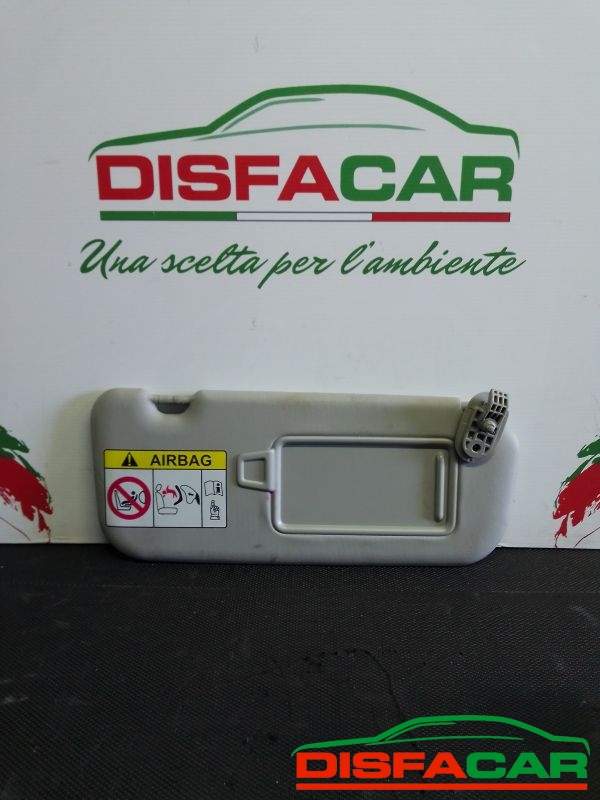 DISFACAR
Una scelta per l'ambiente
AIRBAG
DISFACAR